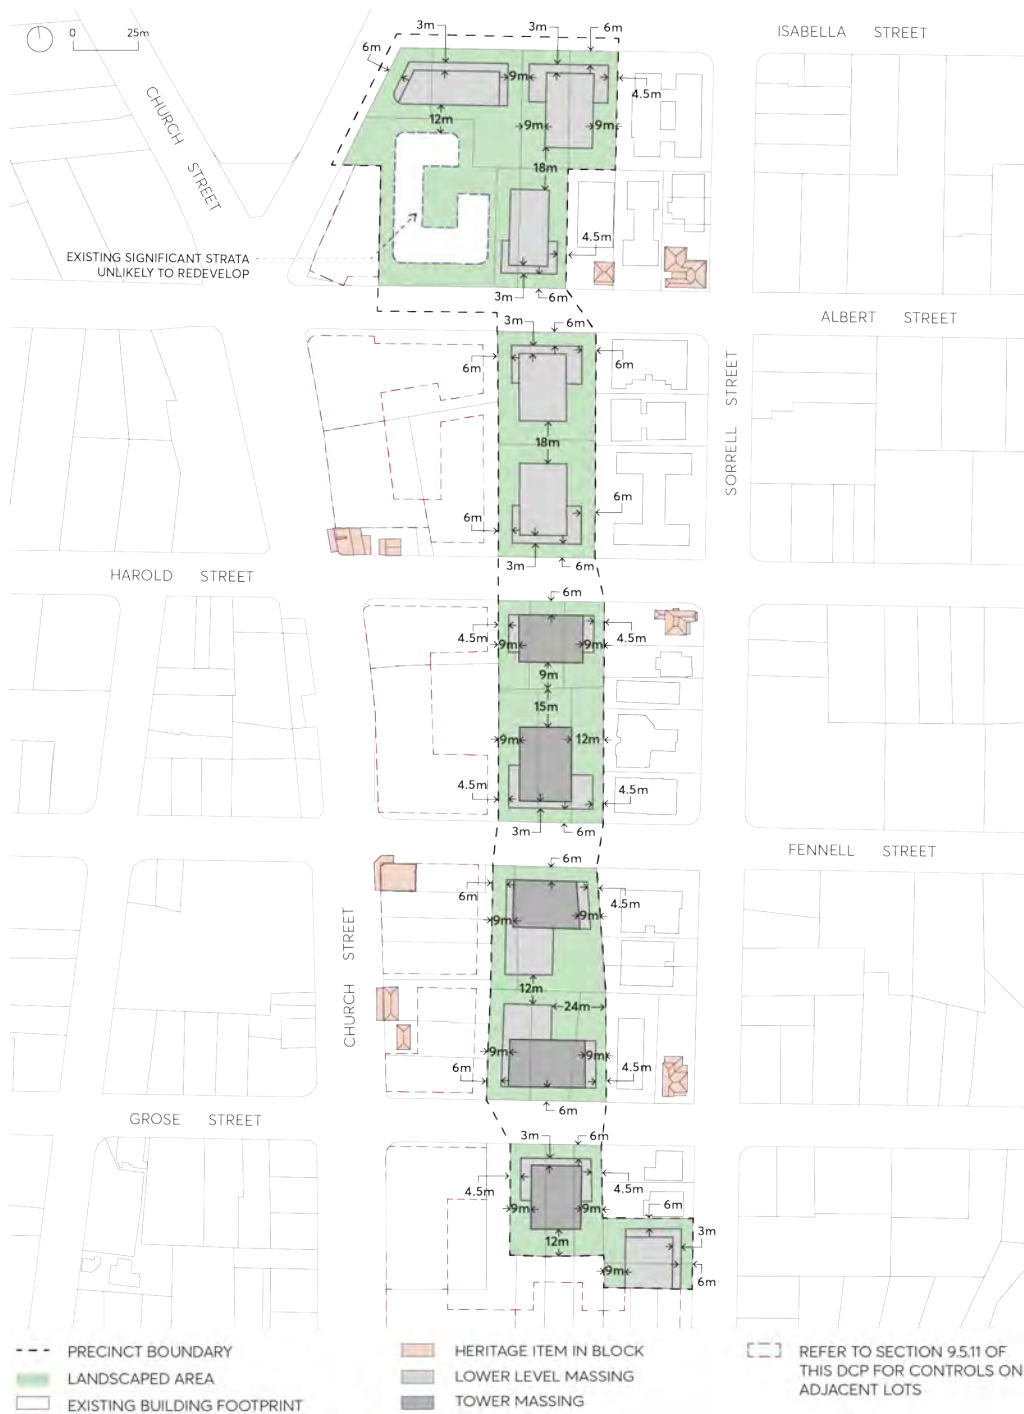 0 25m
3m 3m 6m
ISABELLA STREET
6m
9m
4.5m
CHURCH STREET
12m 9m 9m
18m
4.5m
EXISTING SIGNIFICANT STRATA
UNLIKELY TO REDEVELOP
3m 6m
3m 6m
ALBERT STREET
6m 6m
SORRELL STREET
18m
6m 6m
3m 6m
HAROLD STREET
6m
4.5m 4.5m
9m 9m
9m
15m
9m 12m
4.5m 4.5m
3m 6m
FENNELL STREET
6m
6m 4.5m
9m 9m
CHURCH STREET
12m
24m
9m 9m
6m 4.5m
6m
GROSE STREET
3m 6m
4.5m 4.5m
9m 9m
6m
12m
3m
9m
6m
PRECINCT BOUNDARY
LANDSCAPED AREA
EXISTING BUILDING FOOTPRINT
HERITAGE ITEM IN BLOCK
LOWER LEVEL MASSING
TOWER MASSING
REFER TO SECTION 9.5.11 OF
THIS DCP FOR CONTROLS ON
ADJACENT LOTS